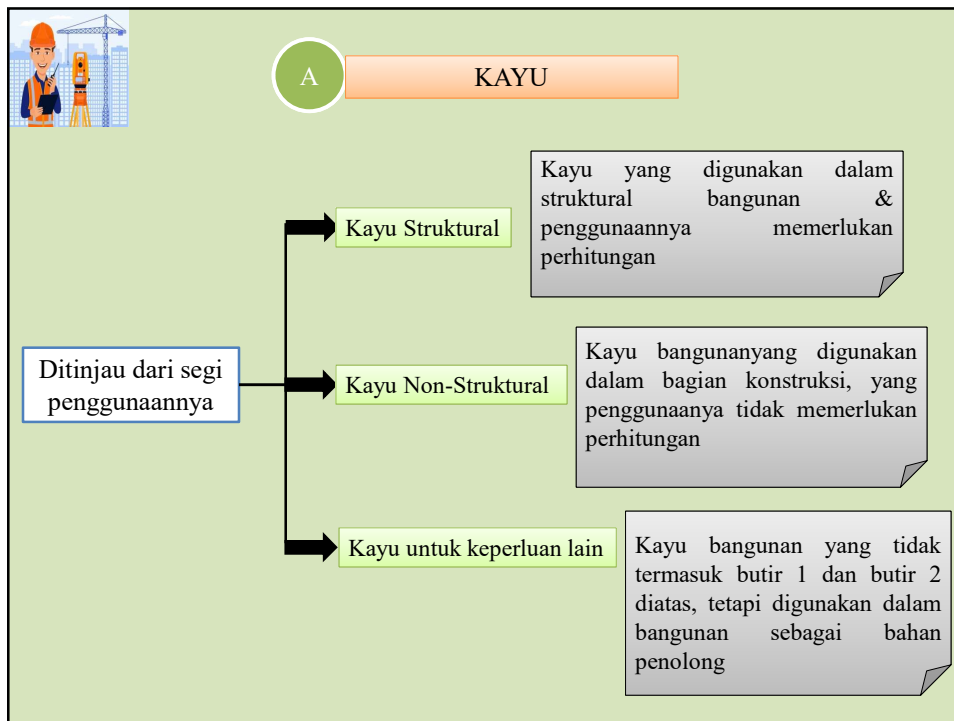 A
KAYU
Ditinjau dari segi
penggunaannya
Kayu Struktural
Kayu yang digunakan dalam
struktural bangunan &
penggunaannya memerlukan
perhitungan
Kayu Non-Struktural
Kayu bangunanyang digunakan
dalam bagian konstruksi, yang
penggunaanya tidak memerlukan
perhitungan
Kayu untuk keperluan lain
Kayu bangunan yang tidak
termasuk butir 1 dan butir 2
diatas, tetapi digunakan dalam
bangunan sebagai bahan
penolong